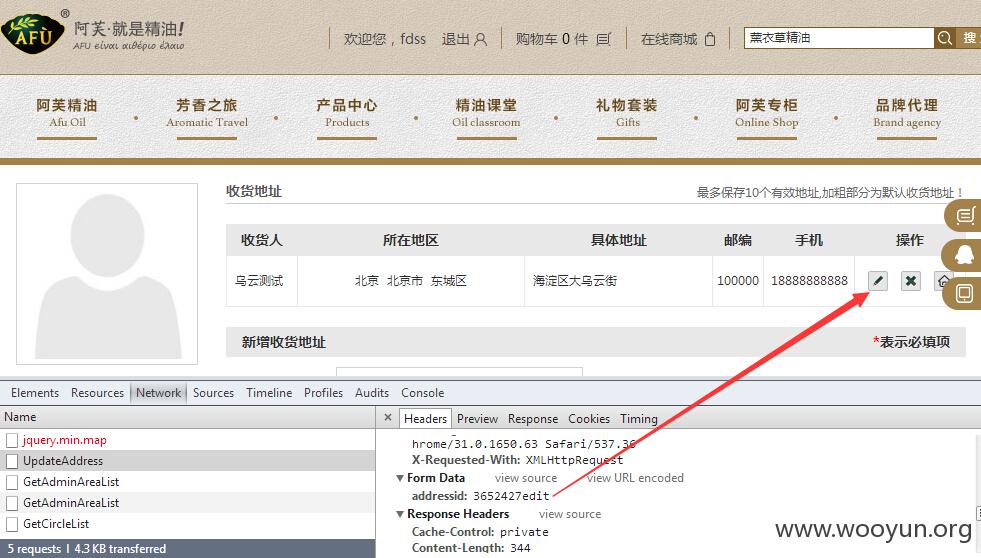 AFÙ ® 阿芙·就是精油!
AFU είναι αιθέριο έλαιο
欢迎您，fdss 退出 购物车 0 件 在线商城 薰衣草精油 搜
阿芙精油 芳香之旅 产品中心 精油课堂 礼物套装 阿芙专柜 品牌代理
Afu Oil Aromatic Travel Products Oil classroom Gifts Online Shop Brand agency
收货地址 最多保存10个有效地址,加粗部分为默认收货地址！
收货人 所在地区 具体地址 邮编 手机 操作
乌云测试 北京 北京市 东城区 海淀区大乌云街 100000 18888888888
新增收货地址 *表示必填项
Elements Resources Network Sources Timeline Profiles Audits Console
Name × Headers Preview Response Cookies Timing
jquery.min.map
UpdateAddress
GetAdminAreaList
GetAdminAreaList
GetCircleList
5 requests | 4.3 KB transferred
hrome/31.0.1650.63 Safari/537.36
X-Requested-With: XMLHttpRequest
▼Form Data view source view URL encoded
addressid: 3652427edit
▼Response Headers view source
Cache-Control: private
Content-Length: 344
www.wooyun.org